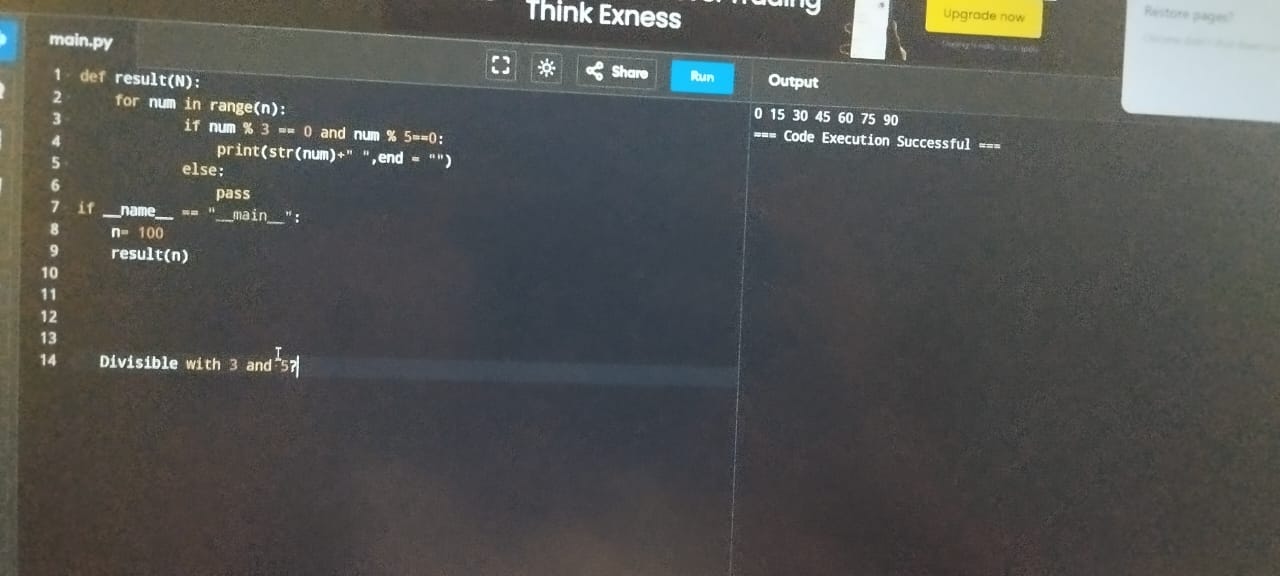 Trading
Think Exness
Upgrade now
Restore pages?
main.py
Share
Run
Output
1 def result(N):
2 for num in range(n):
3 if num % 3 == 0 and num % 5==0:
4 print(str(num)+" ",end = "")
5 else:
6 pass
7 if __name__ == "__main__":
8 n= 100
9 result(n)
10
11
12
13
14 Divisible with 3 and 5?
0 15 30 45 60 75 90
=== Code Execution Successful ===